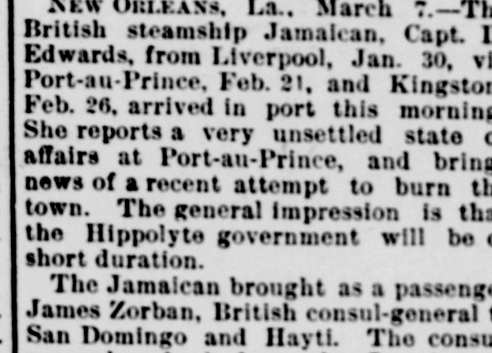 NEW ORLEANS, La., March 7.—Th
British steamship Jamaican, Capt.
Edwards, from Liverpool, Jan. 30, vi
Port-au-Prince, Feb. 21, and Kingston
Feb. 26, arrived in port this morning
She reports a very unsettled state o
affairs at Port-au-Prince, and bring
news of a recent attempt to burn th
town. The general impression is tha
the Hippolyte government will be o
short duration.
The Jamaican brought as a passenge
James Zorban, British consul-general t
San Domingo and Hayti. The consu